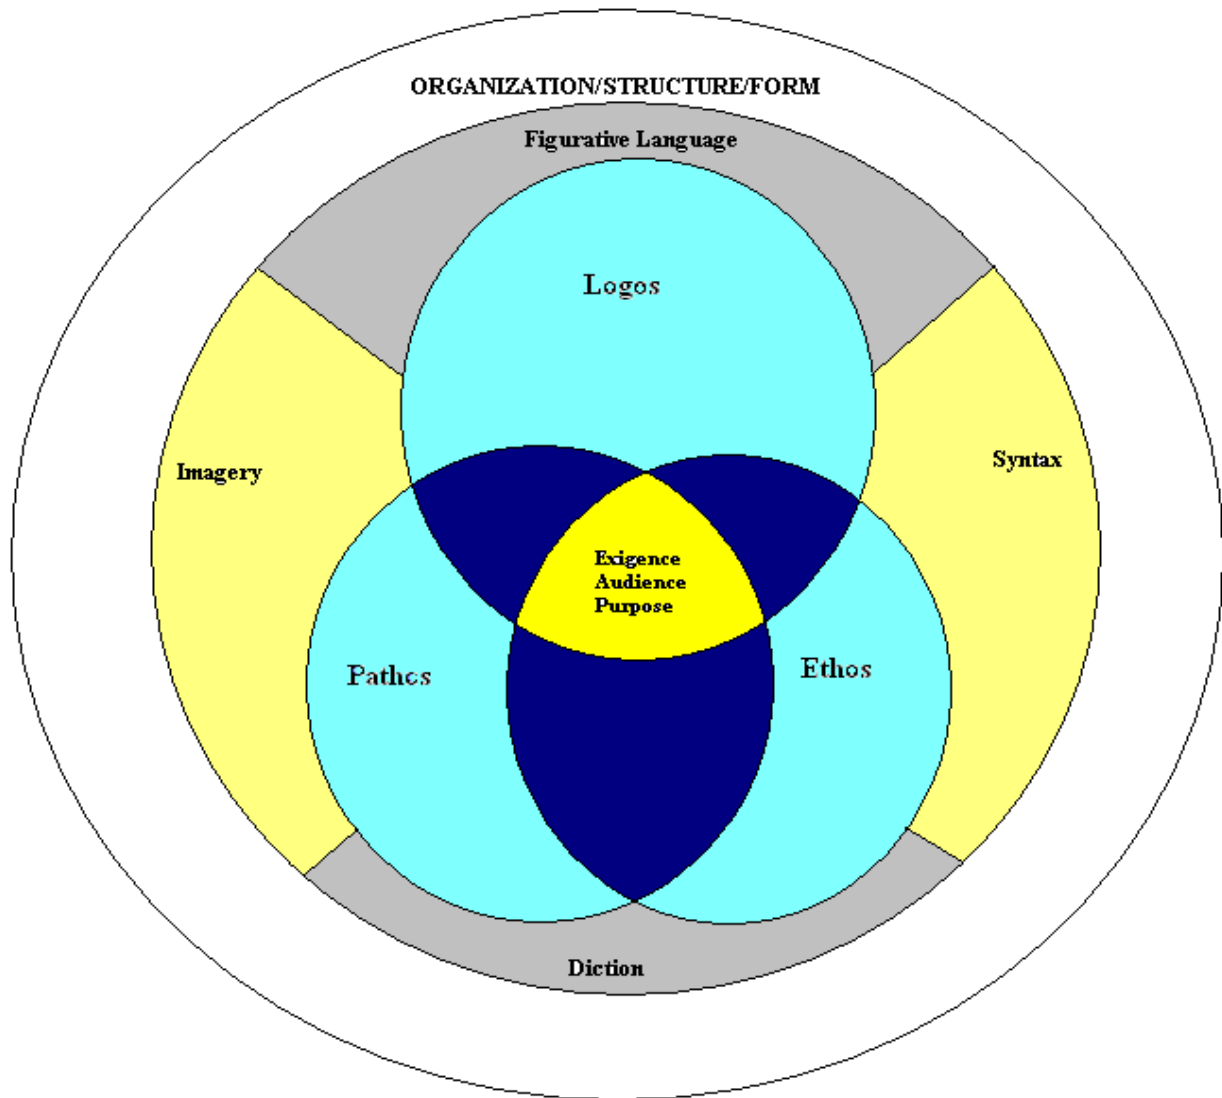 ORGANIZATION/STRUCTURE/FORM
Figurative Language
Logos
Imagery
Syntax
Exigence
Audience
Purpose
Pathos
Ethos
Diction